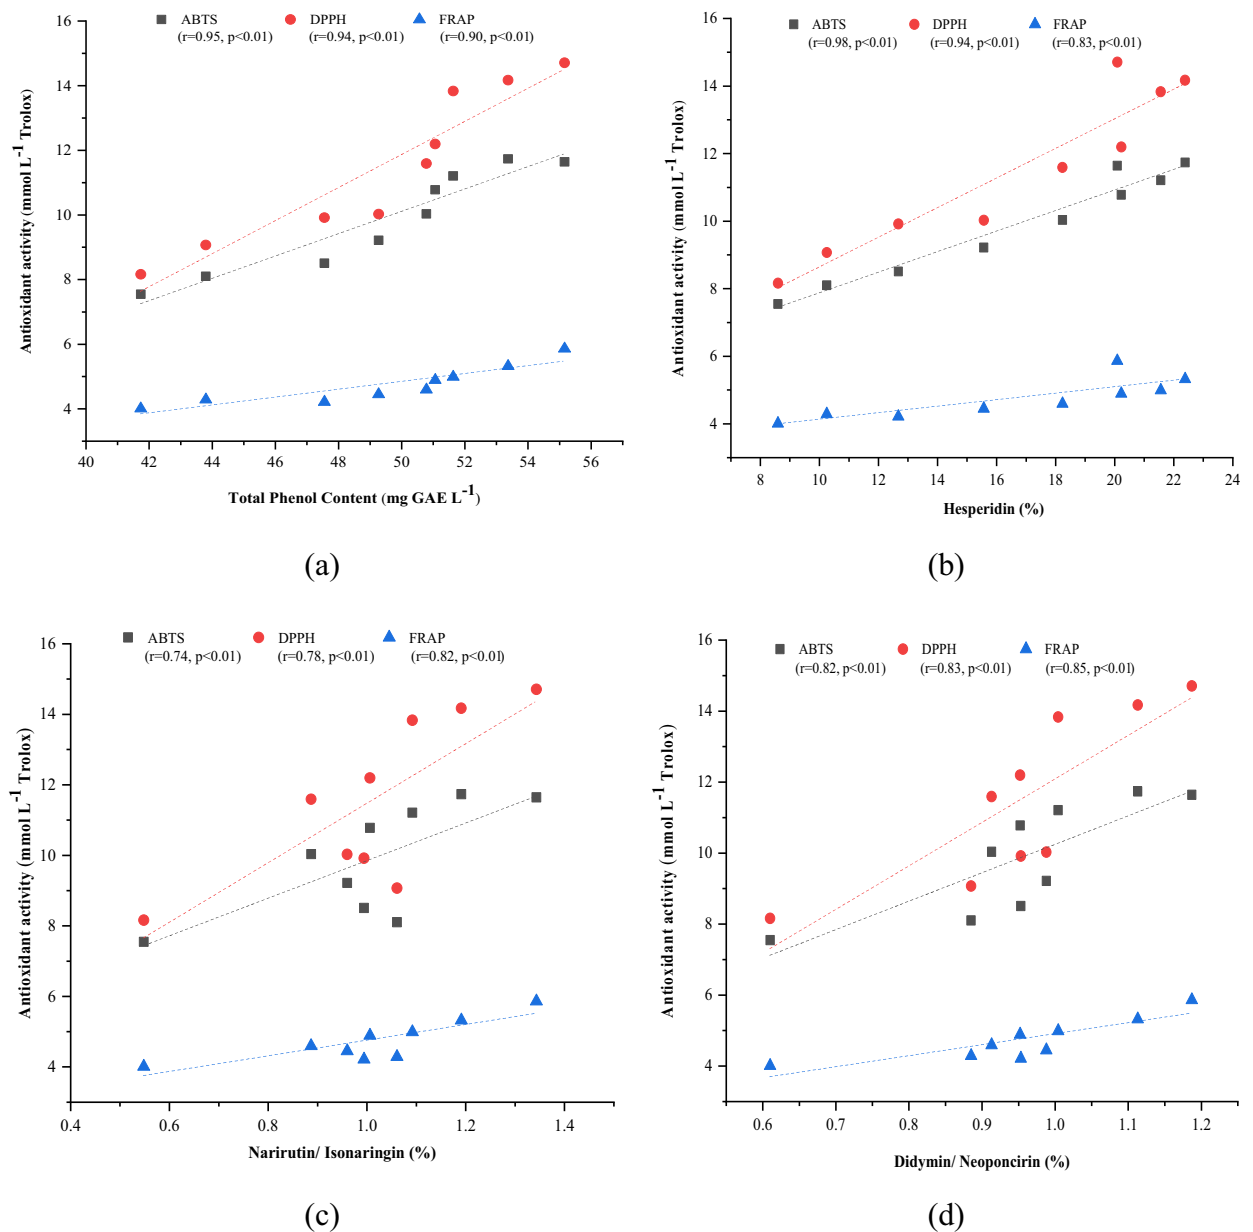 ABTS DPPH FRAP
(r=0.95, p<0.01) (r=0.94, p<0.01) (r=0.90, p<0.01)
16
14
12
10
8
6
4
Antioxidant activity (mmol L⁻¹ Trolox)
40 42 44 46 48 50 52 54 56
Total Phenol Content (mg GAE L⁻¹)
(a)
ABTS DPPH FRAP
(r=0.98, p<0.01) (r=0.94, p<0.01) (r=0.83, p<0.01)
16
14
12
10
8
6
4
Antioxidant activity (mmol L⁻¹ Trolox)
8 10 12 14 16 18 20 22 24
Hesperidin (%)
(b)
ABTS DPPH FRAP
(r=0.74, p<0.01) (r=0.78, p<0.01) (r=0.82, p<0.01)
16
14
12
10
8
6
4
Antioxidant activity (mmol L⁻¹ Trolox)
0.4 0.6 0.8 1.0 1.2 1.4
Narirutin/ Isonaringin (%)
(c)
ABTS DPPH FRAP
(r=0.82, p<0.01) (r=0.83, p<0.01) (r=0.85, p<0.01)
16
14
12
10
8
6
4
Antioxidant activity (mmol L⁻¹ Trolox)
0.6 0.7 0.8 0.9 1.0 1.1 1.2
Didymin/ Neoponcirin (%)
(d)